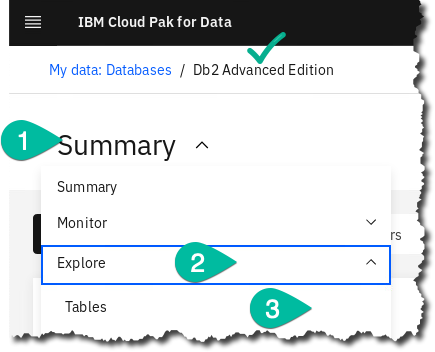 IBM Cloud Pak for Data
My data: Databases / Db2 Advanced Edition
1 Summary
Summary
Monitor
rs
Explore 2
Tables 3